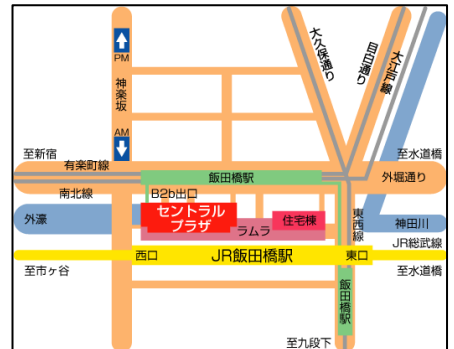 PM
神楽坂
AM
大久保通り
目白通り
大江戸線
至新宿
有楽町線
飯田橋駅
至水道橋
外堀通り
南北線
B2b出口
外濠
セントラル
プラザ
ラムラ
住宅棟
東西線
神田川
JR総武線
西口
JR飯田橋駅
東口
至市ヶ谷
至水道橋
飯田橋駅
至九段下